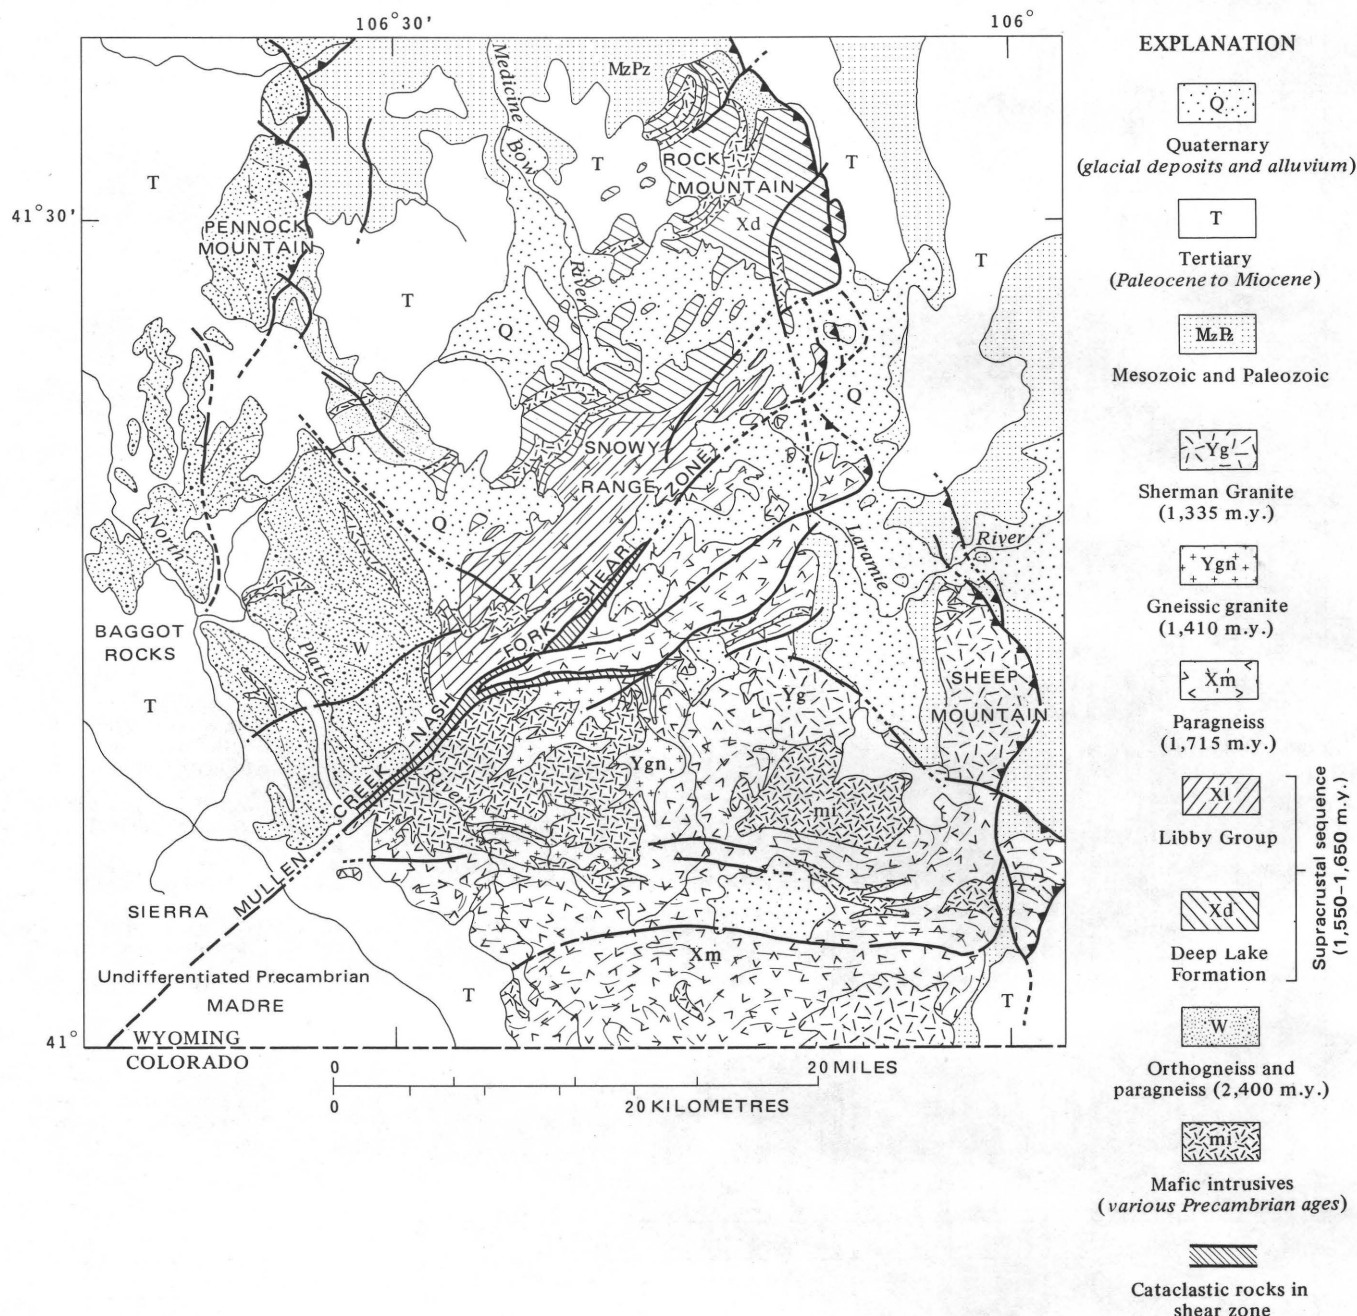 106°30'
106°
41°30'
41°
Medicine
Bow
River
MzPz
T
T
T
T
T
ROCK
MOUNTAIN
Xd
PENNOCK
MOUNTAIN
Q
Q
Q
SNOWY
RANGE
North
Platte
River
Xl
W
BAGGOT
ROCKS
T
MULLEN CREEK NASH FORK SHEAR ZONE
Laramie
River
SHEEP
MOUNTAIN
Yg
Ygn
mi
SIERRA
Undifferentiated Precambrian
MADRE
Xm
T
T
WYOMING
COLORADO
0 20 MILES
0 20 KILOMETRES
EXPLANATION
Q
Quaternary
(glacial deposits and alluvium)
T
Tertiary
(Paleocene to Miocene)
MzPz
Mesozoic and Paleozoic
Yg
Sherman Granite
(1,335 m.y.)
Ygn
Gneissic granite
(1,410 m.y.)
Xm
Paragneiss
(1,715 m.y.)
Xl
Libby Group
Xd
Deep Lake
Formation
Supracrustal sequence
(1,550–1,650 m.y.)
W
Orthogneiss and
paragneiss (2,400 m.y.)
mi
Mafic intrusives
(various Precambrian ages)
Cataclastic rocks in
shear zone